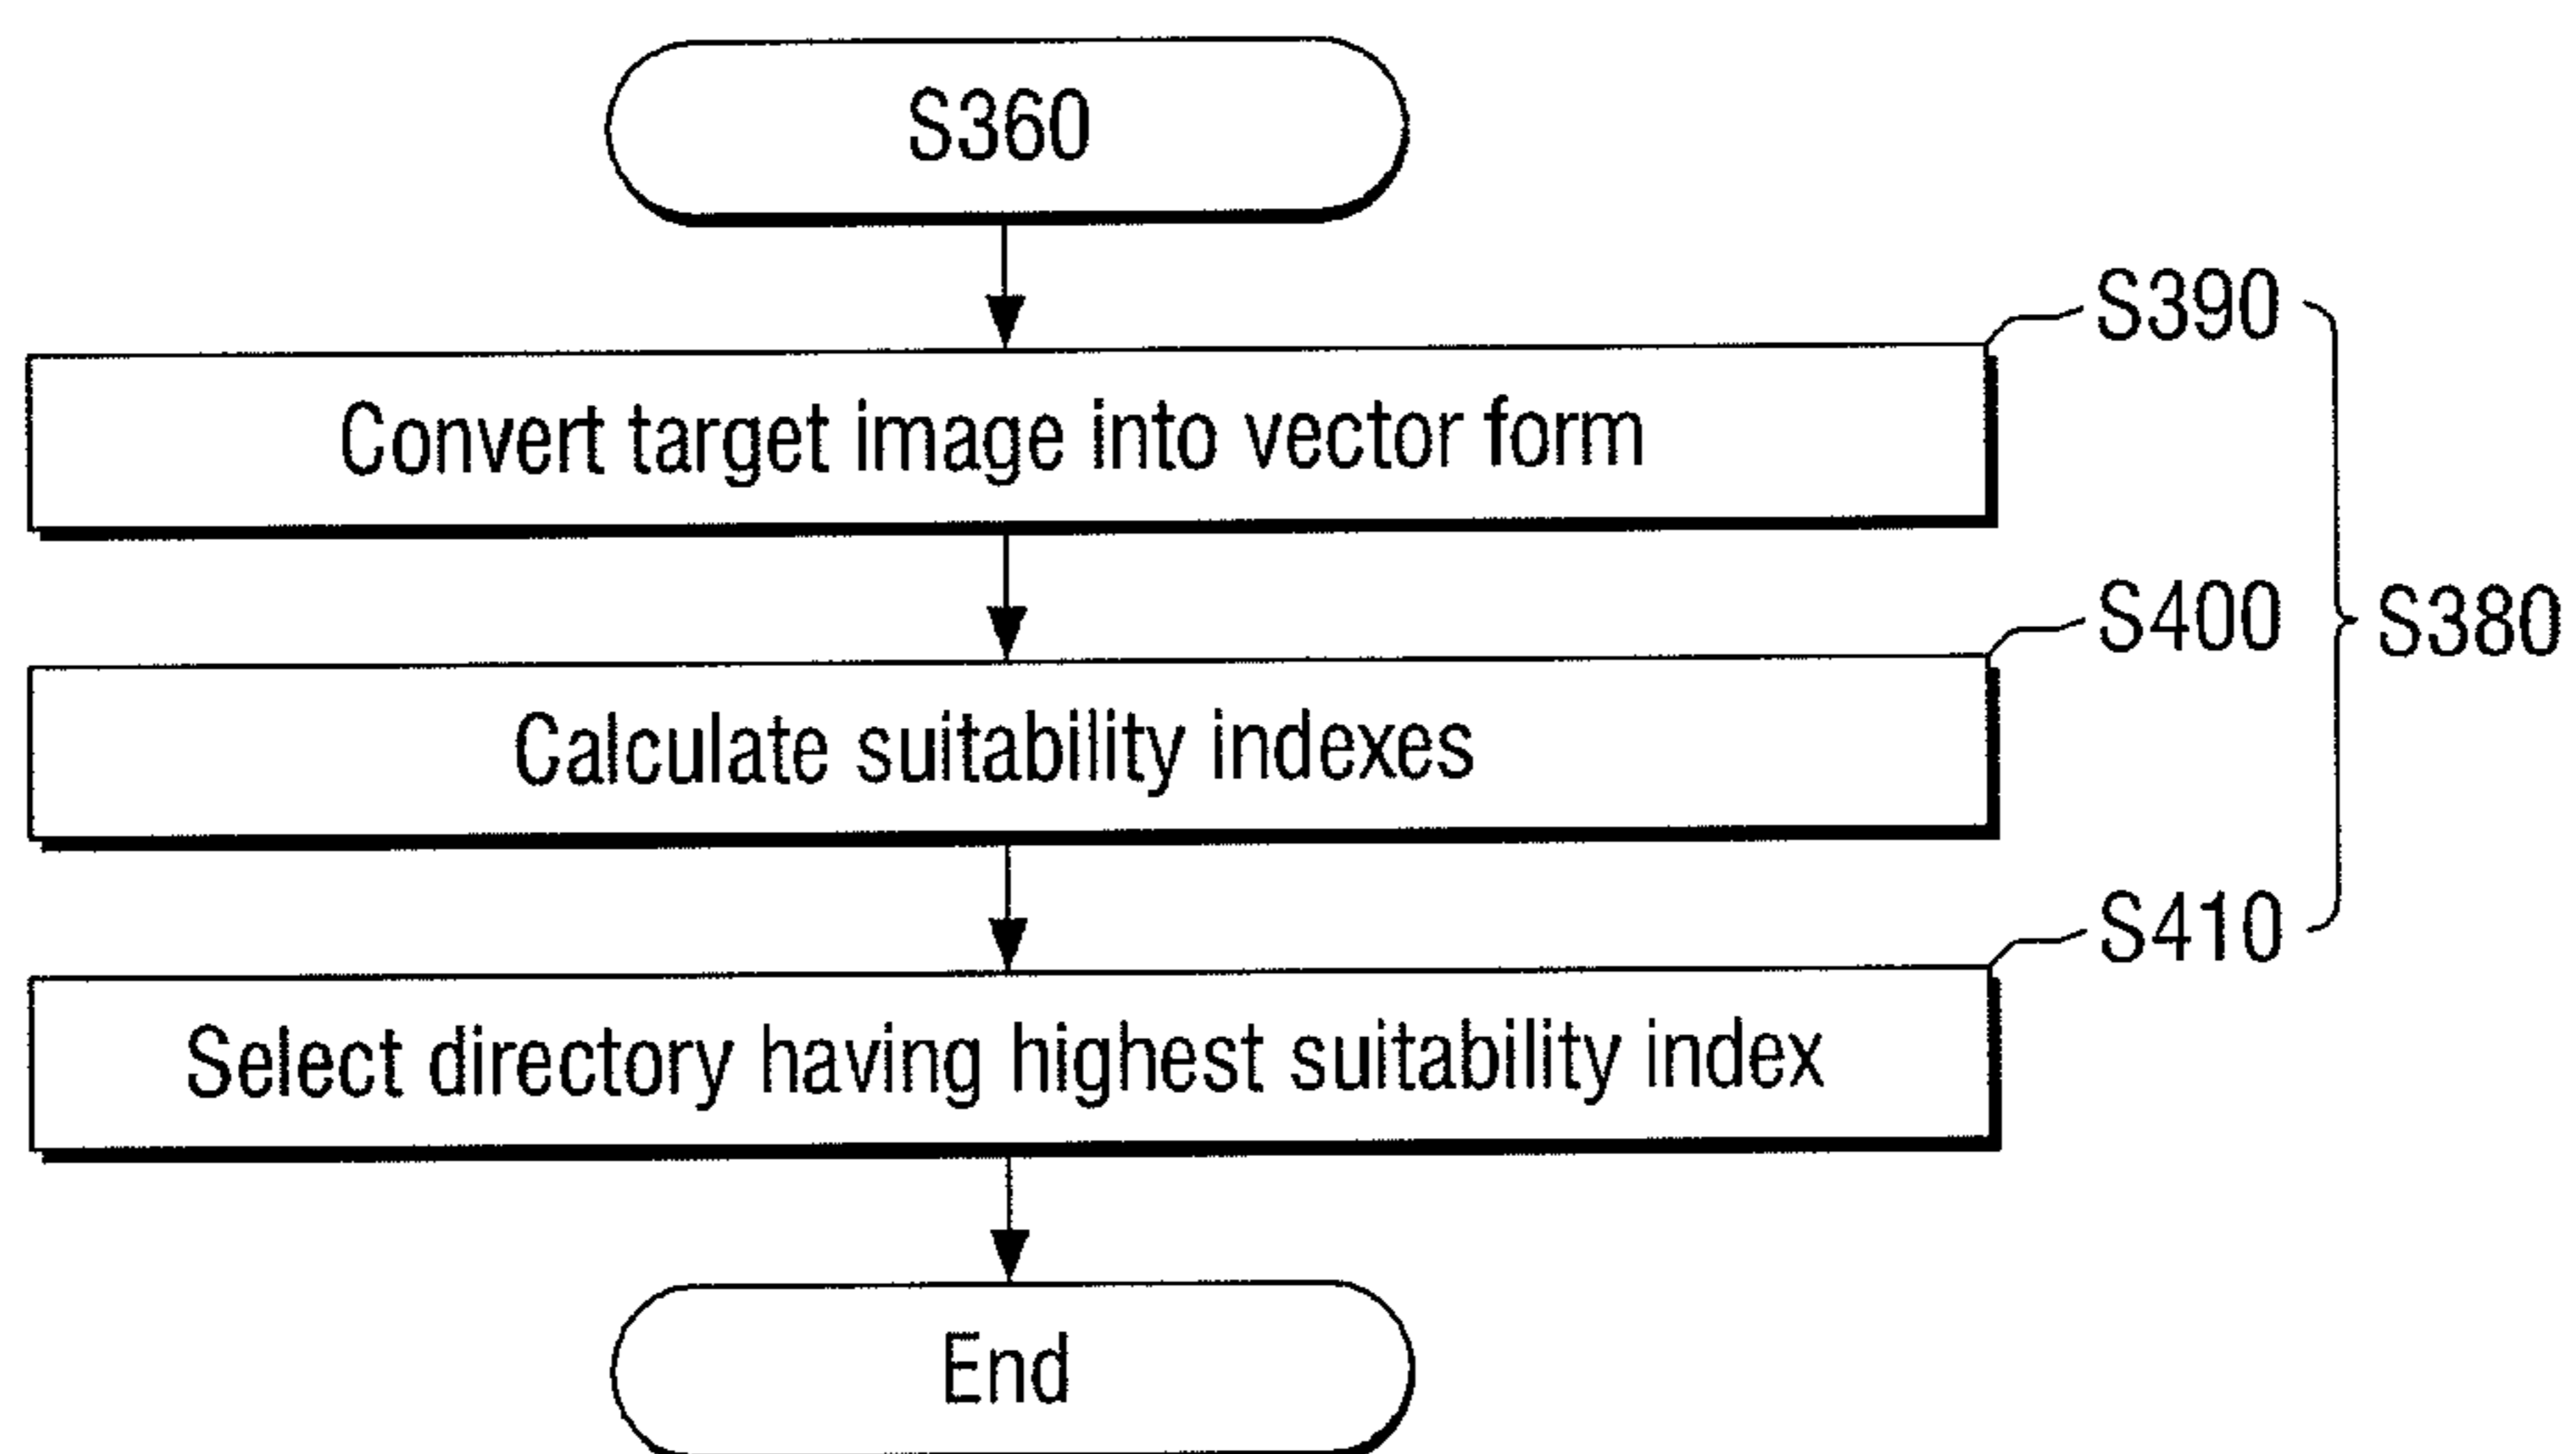 S360
S390
Convert target image into vector form
S400
S380
Calculate suitability indexes
S410
Select directory having highest suitability index
End